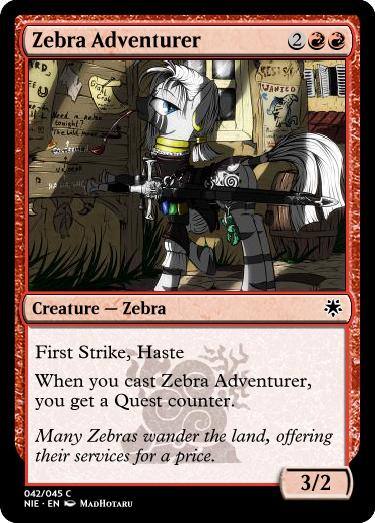 Zebra Adventurer 2
WANTED
Creature — Zebra
First Strike, Haste
When you cast Zebra Adventurer,
you get a Quest counter.
Many Zebras wander the land, offering
their services for a price.
3/2
042/045 C
NIE · EN MadHotaru